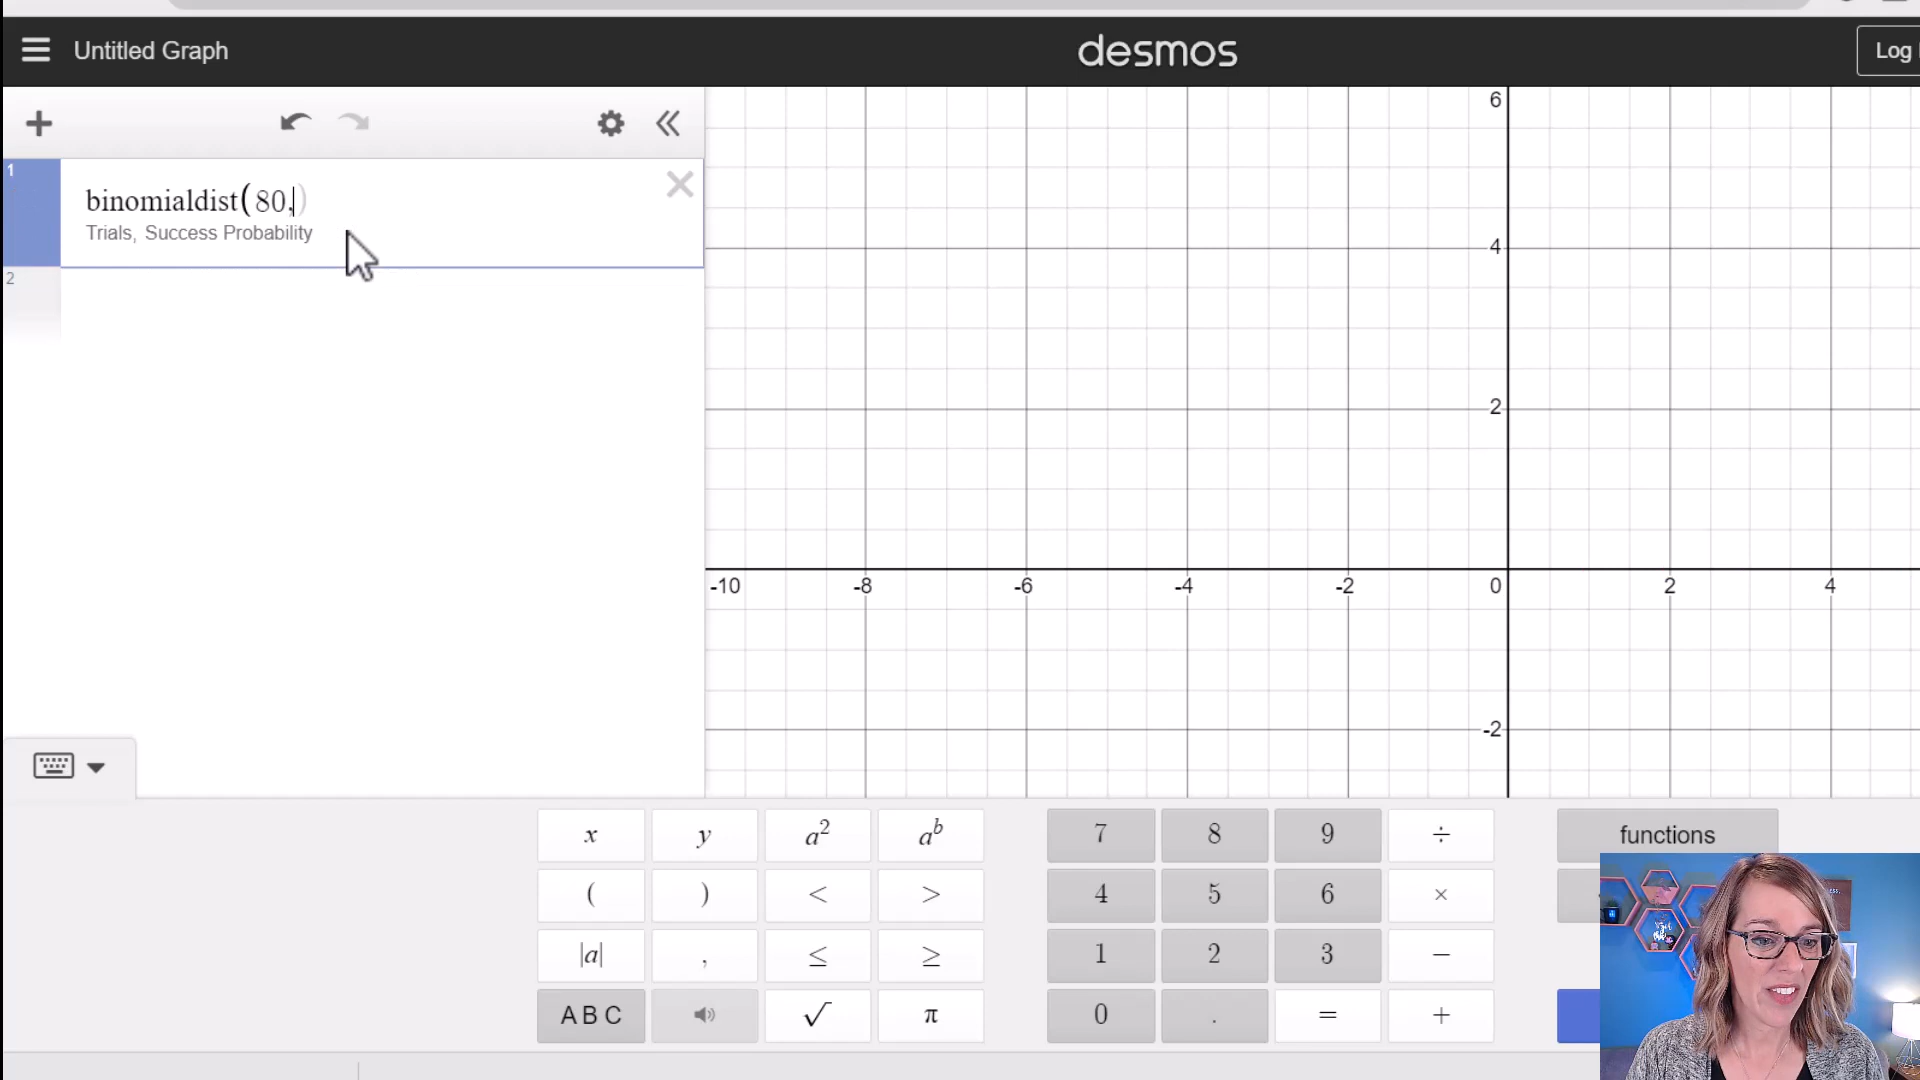 Untitled Graph
desmos
Log
1
binomialdist(80,)
Trials, Success Probability
2
6
4
2
-10 -8 -6 -4 -2 0 2 4
-2
x y a² aᵇ 7 8 9 ÷ functions
( ) < > 4 5 6 ×
|a| , ≤ ≥ 1 2 3 −
A B C √ π 0 . = +